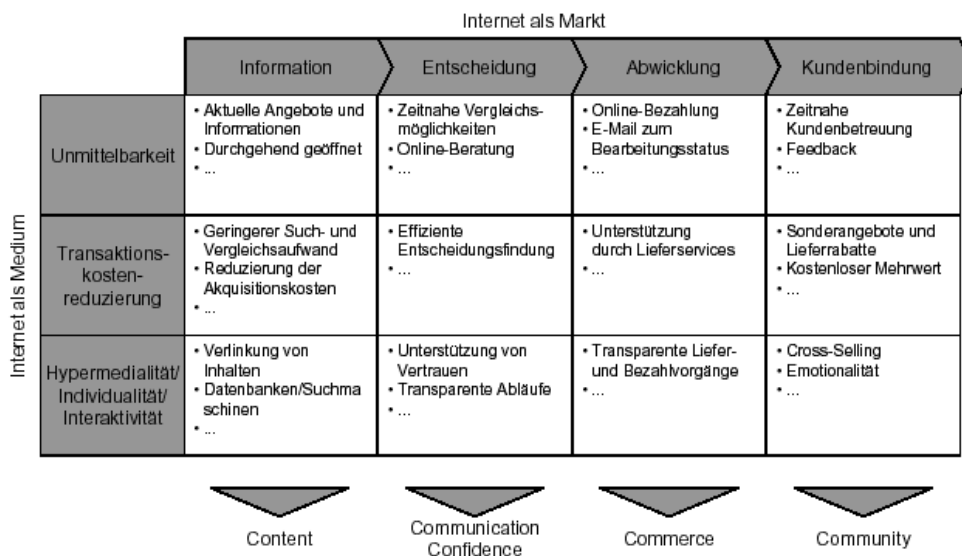 Internet als Markt
Information
Entscheidung
Abwicklung
Kundenbindung
Internet als Medium
Unmittelbarkeit
• Aktuelle Angebote und
Informationen
• Durchgehend geöffnet
• ...
• Zeitnahe Vergleichs-
möglichkeiten
• Online-Beratung
• ...
• Online-Bezahlung
• E-Mail zum
Bearbeitungsstatus
• ...
• Zeitnahe
Kundenbetreuung
• Feedback
• ...
Transaktions-
kosten-
reduzierung
• Geringerer Such- und
Vergleichsaufwand
• Reduzierung der
Akquisitionskosten
• ...
• Effiziente
Entscheidungsfindung
• ...
• Unterstützung
durch Lieferservices
• ...
• Sonderangebote und
Lieferrabatte
• Kostenloser Mehrwert
• ...
Hypermedialität/
Individualität/
Interaktivität
• Verlinkung von
Inhalten
• Datenbanken/Suchma
schinen
• ...
• Unterstützung von
Vertrauen
• Transparente Abläufe
• ...
• Transparente Liefer-
und Bezahlvorgänge
• ...
• Cross-Selling
• Emotionalität
• ...
Content
Communication
Confidence
Commerce
Community